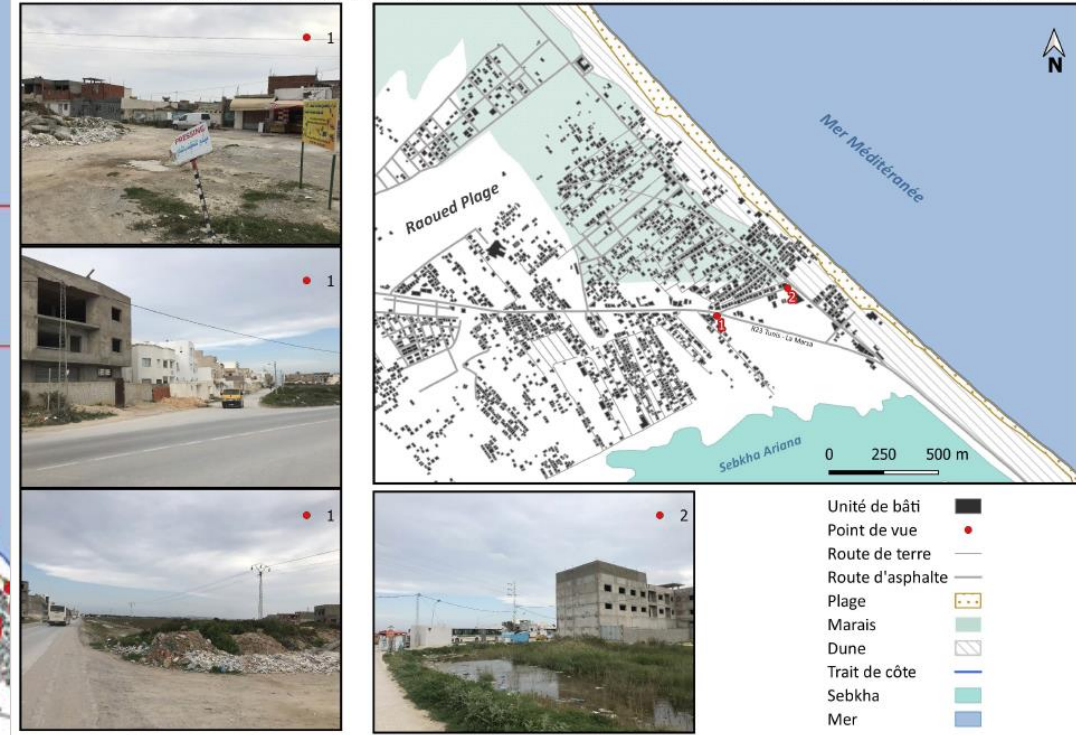 1
PRESSING
1
1
2
N
Mer Méditéranée
Raoued Plage
2
1
R23 Tunis - La Marsa
Sebkha Ariana
0 250 500 m
Unité de bâti
Point de vue
Route de terre
Route d'asphalte
Plage
Marais
Dune
Trait de côte
Sebkha
Mer